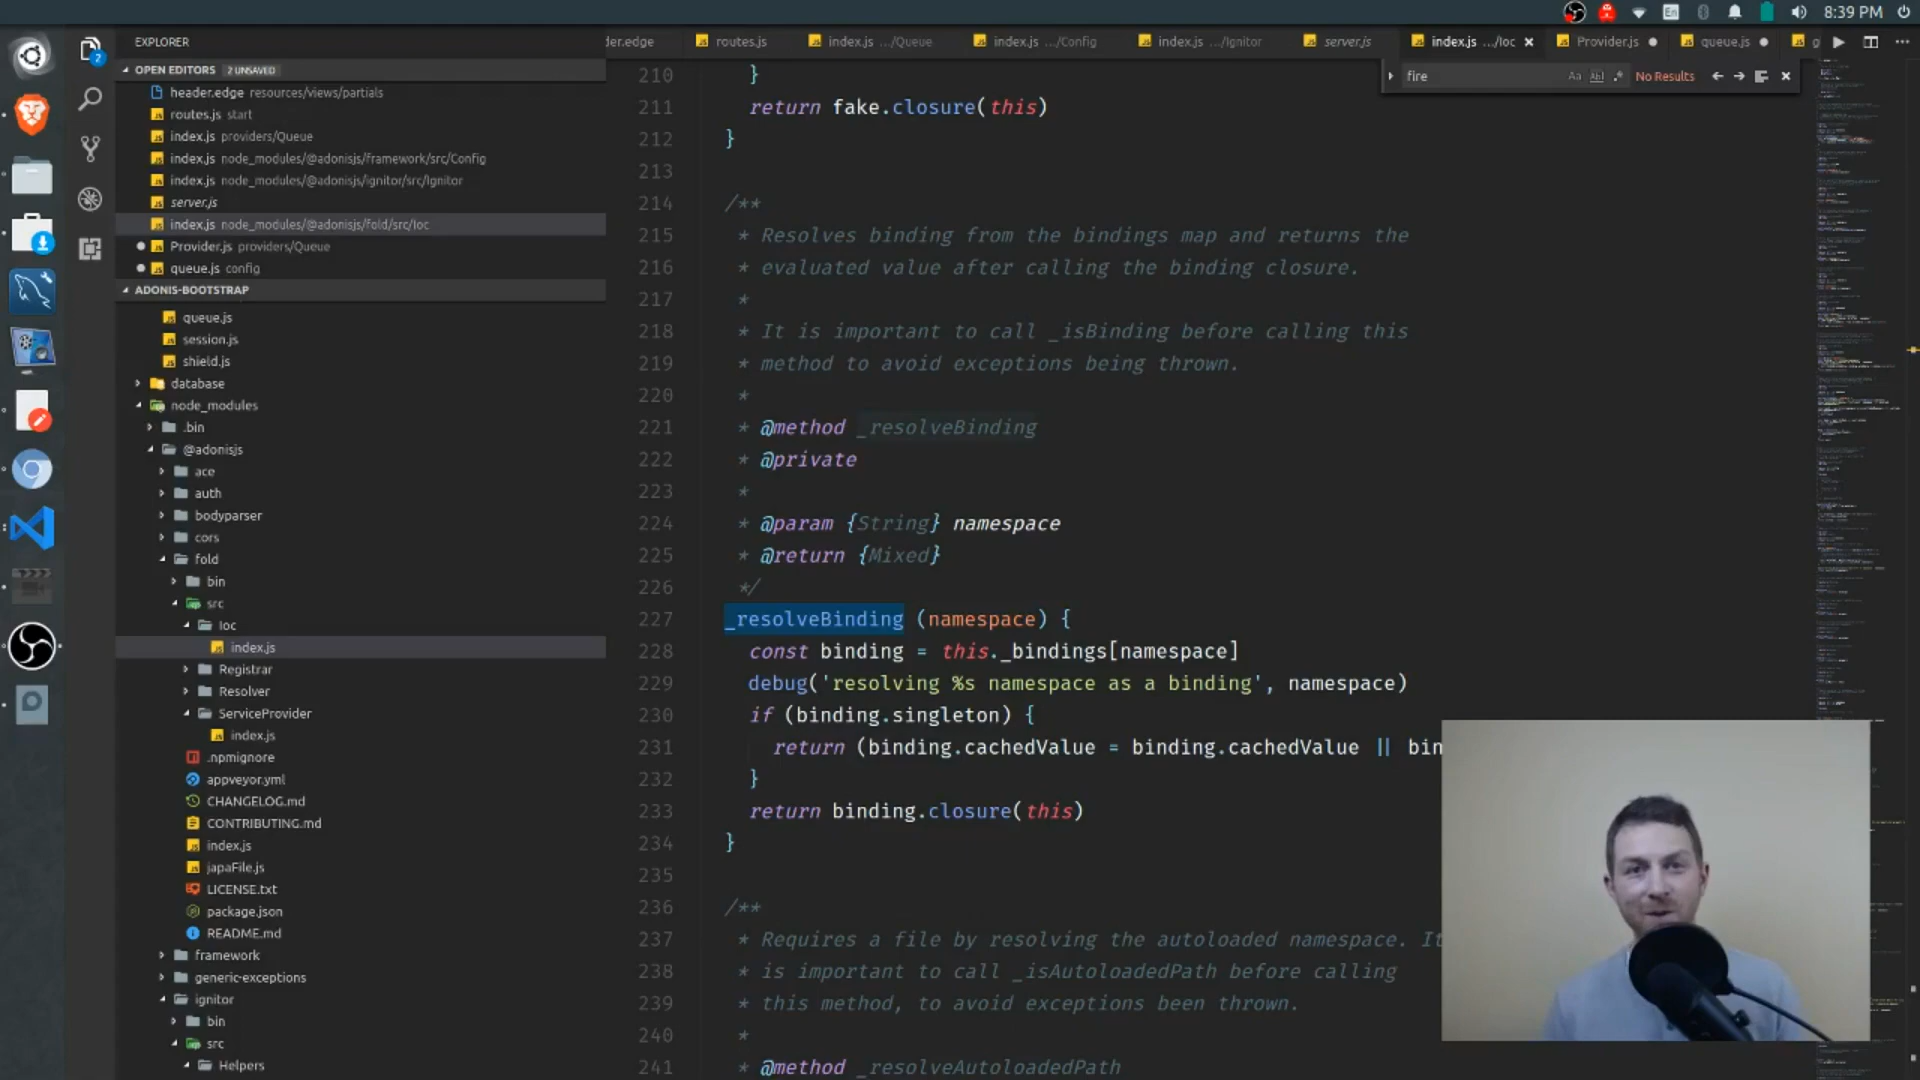 En
8:39 PM
EXPLORER
OPEN EDITORS 2 UNSAVED
header.edge resources/views/partials
routes.js start
index.js providers/Queue
index.js node_modules/@adonisjs/framework/src/Config
index.js node_modules/@adonisjs/ignitor/src/Ignitor
server.js
index.js node_modules/@adonisjs/fold/src/Ioc
Provider.js providers/Queue
queue.js config
ADONIS-BOOTSTRAP
queue.js
session.js
shield.js
database
node_modules
.bin
@adonisjs
ace
auth
bodyparser
cors
fold
bin
src
Ioc
index.js
Registrar
Resolver
ServiceProvider
index.js
.npmignore
appveyor.yml
CHANGELOG.md
CONTRIBUTING.md
index.js
japaFile.js
LICENSE.txt
package.json
README.md
framework
generic-exceptions
ignitor
bin
src
Helpers
der.edge
routes.js
index.js .../Queue
index.js .../Config
index.js .../Ignitor
server.js
index.js .../Ioc
Provider.js
queue.js
fire
Aa
Abl
.*
No Results
210 }
211 return fake.closure(this)
212 }
213
214 /**
215 * Resolves binding from the bindings map and returns the
216 * evaluated value after calling the binding closure.
217 *
218 * It is important to call _isBinding before calling this
219 * method to avoid exceptions being thrown.
220 *
221 * @method _resolveBinding
222 * @private
223 *
224 * @param {String} namespace
225 * @return {Mixed}
226 */
227 _resolveBinding (namespace) {
228 const binding = this._bindings[namespace]
229 debug('resolving %s namespace as a binding', namespace)
230 if (binding.singleton) {
231 return (binding.cachedValue = binding.cachedValue || bin
232 }
233 return binding.closure(this)
234 }
235
236 /**
237 * Requires a file by resolving the autoloaded namespace. It
238 * is important to call _isAutoloadedPath before calling
239 * this method, to avoid exceptions been thrown.
240 *
241 * @method _resolveAutoloadedPath